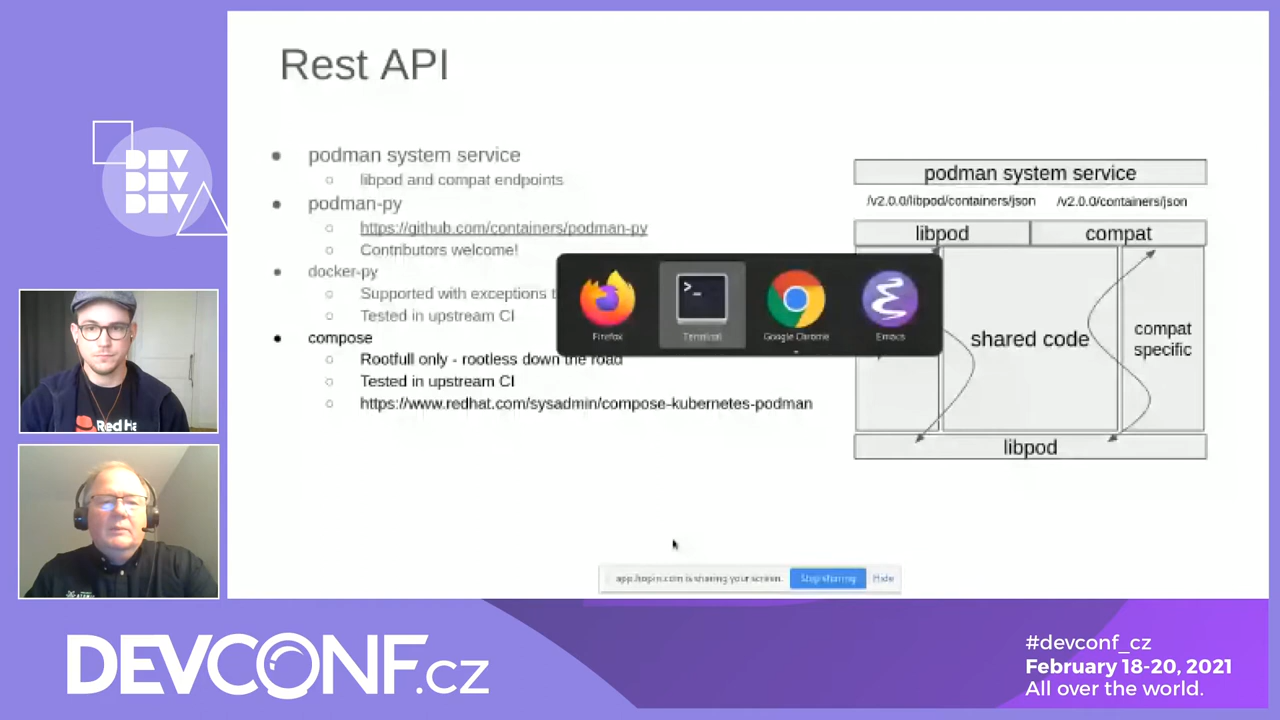 Rest API
podman system service
libpod and compat endpoints
podman-py
https://github.com/containers/podman-py
Contributors welcome!
docker-py
Supported with exceptions
Tested in upstream CI
compose
Rootfull only - rootless down the road
Tested in upstream CI
https://www.redhat.com/sysadmin/compose-kubernetes-podman
podman system service
/v2.0.0/libpod/containers/json
/v2.0.0/containers/json
libpod
compat
shared code
compat
specific
libpod
Firefox
Terminal
Google Chrome
Emacs
app.hopin.com is sharing your screen.
Stop sharing
Hide
DEV
DEV
Red Ha
DEVCONF.cz
#devconf_cz
February 18-20, 2021
All over the world.